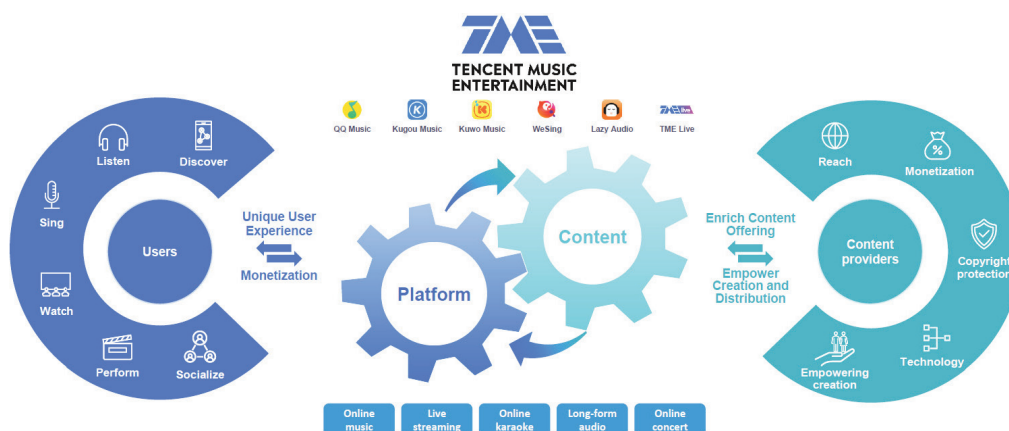 TME
TENCENT MUSIC
ENTERTAINMENT
QQ Music
Kugou Music
Kuwo Music
WeSing
Lazy Audio
TME Live
Listen
Discover
Sing
Users
Watch
Perform
Socialize
Unique User
Experience
Monetization
Platform
Content
Enrich Content
Offering
Empower
Creation and
Distribution
Reach
Monetization
Content
providers
Copyright
protection
Technology
Empowering
creation
Online
music
Live
streaming
Online
karaoke
Long-form
audio
Online
concert